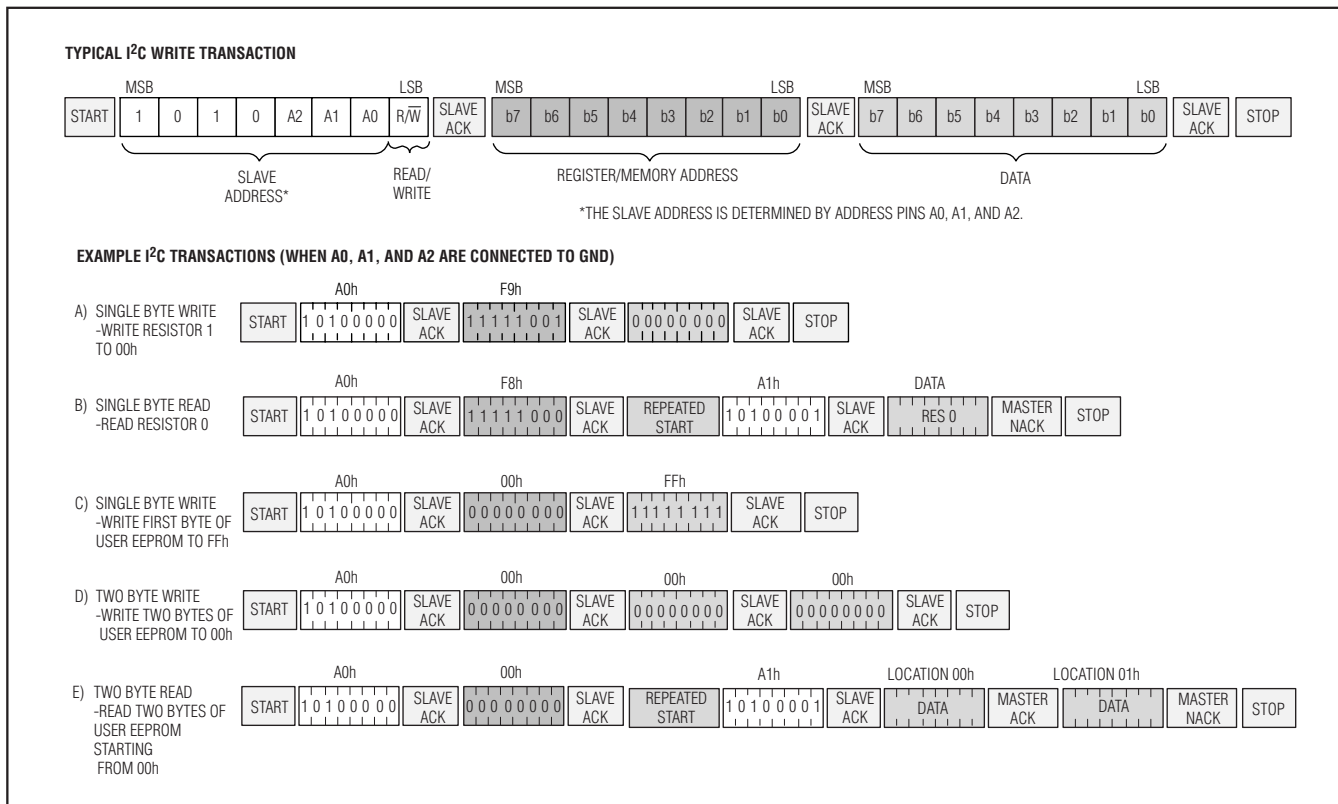 TYPICAL I2C WRITE TRANSACTION
MSB LSB MSB LSB MSB LSB
START 1 0 1 0 A2 A1 A0 R/W̅ SLAVE ACK b7 b6 b5 b4 b3 b2 b1 b0 SLAVE ACK b7 b6 b5 b4 b3 b2 b1 b0 SLAVE ACK STOP
SLAVE ADDRESS*
READ/WRITE
REGISTER/MEMORY ADDRESS
DATA
*THE SLAVE ADDRESS IS DETERMINED BY ADDRESS PINS A0, A1, AND A2.
EXAMPLE I2C TRANSACTIONS (WHEN A0, A1, AND A2 ARE CONNECTED TO GND)
A0h F9h
A) SINGLE BYTE WRITE
-WRITE RESISTOR 1
TO 00h
START 10100000 SLAVE ACK 11111001 SLAVE ACK 00000000 SLAVE ACK STOP
A0h F8h A1h DATA
B) SINGLE BYTE READ
-READ RESISTOR 0
START 10100000 SLAVE ACK 11111000 SLAVE ACK REPEATED START 10100001 SLAVE ACK RES 0 MASTER NACK STOP
A0h 00h FFh
C) SINGLE BYTE WRITE
-WRITE FIRST BYTE OF
USER EEPROM TO FFh
START 10100000 SLAVE ACK 00000000 SLAVE ACK 11111111 SLAVE ACK STOP
A0h 00h 00h 00h
D) TWO BYTE WRITE
-WRITE TWO BYTES OF
USER EEPROM TO 00h
START 10100000 SLAVE ACK 00000000 SLAVE ACK 00000000 SLAVE ACK 00000000 SLAVE ACK STOP
A0h 00h A1h LOCATION 00h LOCATION 01h
E) TWO BYTE READ
-READ TWO BYTES OF
USER EEPROM
STARTING
FROM 00h
START 10100000 SLAVE ACK 00000000 SLAVE ACK REPEATED START 10100001 SLAVE ACK DATA MASTER ACK DATA MASTER NACK STOP